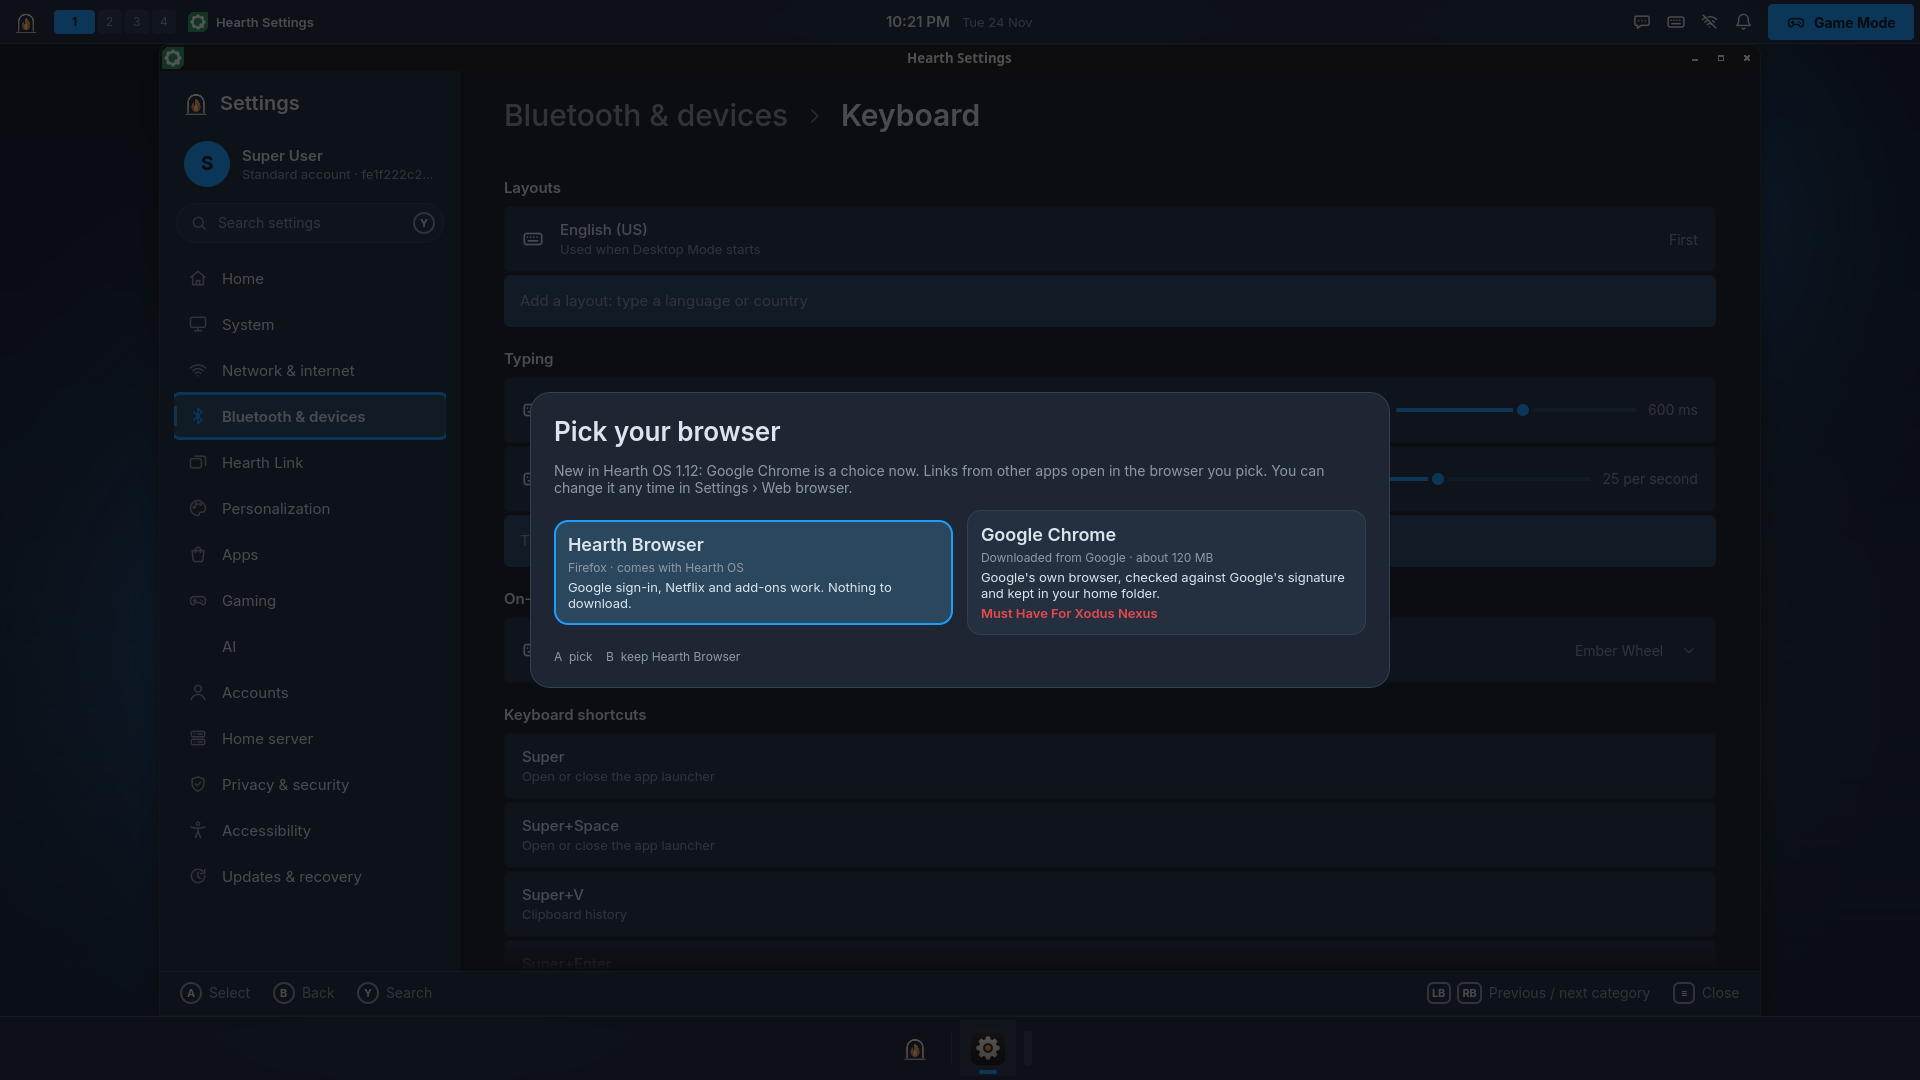 1 2 3 4 Hearth Settings
10:21 PM Tue 24 Nov
Game Mode
Hearth Settings
Settings
S
Super User
Standard account · fe1f222c2...
Search settings Y
Home
System
Network & internet
Bluetooth & devices
Hearth Link
Personalization
Apps
Gaming
AI
Accounts
Home server
Privacy & security
Accessibility
Updates & recovery
Bluetooth & devices › Keyboard
Layouts
English (US)
Used when Desktop Mode starts
First
Add a layout: type a language or country
Typing
600 ms
25 per second
T
On-
Ember Wheel
Pick your browser
New in Hearth OS 1.12: Google Chrome is a choice now. Links from other apps open in the browser you pick. You can
change it any time in Settings › Web browser.
Hearth Browser
Firefox · comes with Hearth OS
Google sign-in, Netflix and add-ons work. Nothing to
download.
Google Chrome
Downloaded from Google · about 120 MB
Google's own browser, checked against Google's signature
and kept in your home folder.
Must Have For Xodus Nexus
A pick B keep Hearth Browser
Keyboard shortcuts
Super
Open or close the app launcher
Super+Space
Open or close the app launcher
Super+V
Clipboard history
Super+Enter
A Select B Back Y Search
LB RB Previous / next category ≡ Close